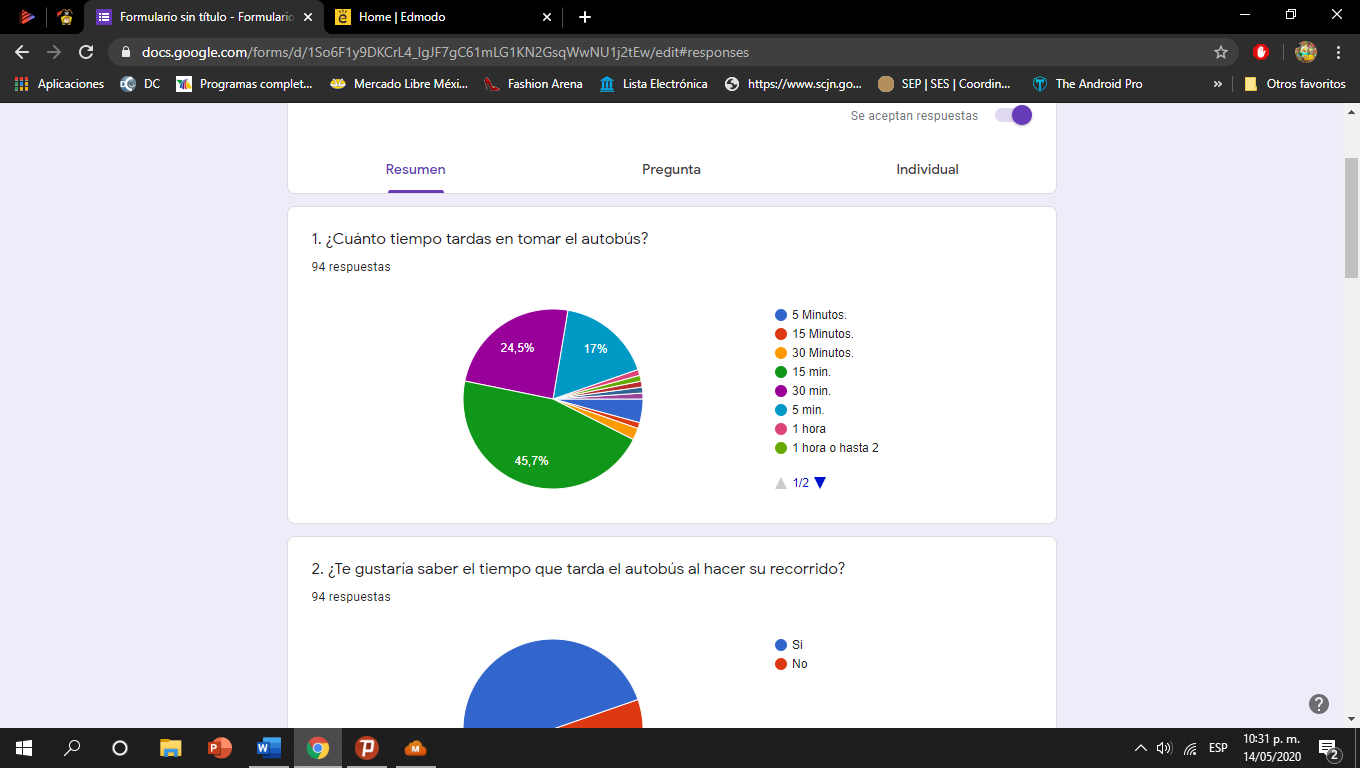 Formulario sin título - Formulario
Home | Edmodo
docs.google.com/forms/d/1So6F1y9DKCrL4_IgJF7gC61mLG1KN2GsqWwNU1j2tEw/edit#responses
Aplicaciones
DC
Programas complet...
Mercado Libre Méxi...
Fashion Arena
Lista Electrónica
https://www.scjn.go...
SEP | SES | Coordin...
The Android Pro
»
Otros favoritos
Se aceptan respuestas
Resumen
Pregunta
Individual
1. ¿Cuánto tiempo tardas en tomar el autobús?
94 respuestas
24,5%
17%
45,7%
5 Minutos.
15 Minutos.
30 Minutos.
15 min.
30 min.
5 min.
1 hora
1 hora o hasta 2
1/2
2. ¿Te gustaría saber el tiempo que tarda el autobús al hacer su recorrido?
94 respuestas
Si
No
ESP
10:31 p. m.
14/05/2020
2